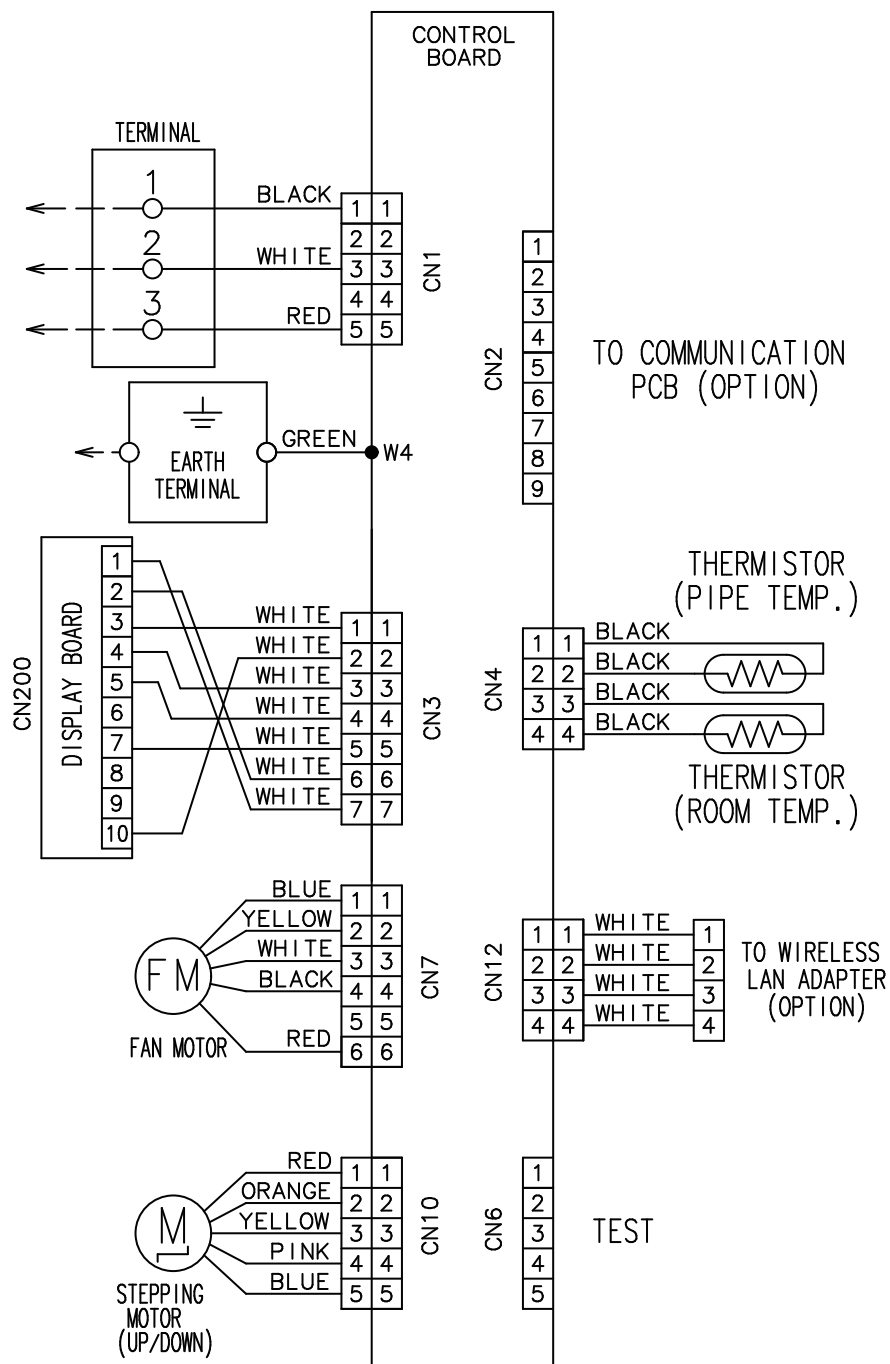 CONTROL
BOARD
TERMINAL
1
2
3
BLACK
WHITE
RED
1 1
2 2
3 3
4 4
5 5
CN1
EARTH
TERMINAL
GREEN
W4
CN2
1
2
3
4
5
6
7
8
9
TO COMMUNICATION
PCB (OPTION)
CN200
DISPLAY BOARD
1
2
3
4
5
6
7
8
9
10
WHITE
WHITE
WHITE
WHITE
WHITE
WHITE
WHITE
1 1
2 2
3 3
4 4
5 5
6 6
7 7
CN3
CN4
1 1
2 2
3 3
4 4
BLACK
BLACK
BLACK
BLACK
THERMISTOR
(PIPE TEMP.)
THERMISTOR
(ROOM TEMP.)
FM
FAN MOTOR
BLUE
YELLOW
WHITE
BLACK
RED
1 1
2 2
3 3
4 4
5 5
6 6
CN7
CN12
1 1
2 2
3 3
4 4
WHITE
WHITE
WHITE
WHITE
1
2
3
4
TO WIRELESS
LAN ADAPTER
(OPTION)
M
STEPPING
MOTOR
(UP/DOWN)
RED
ORANGE
YELLOW
PINK
BLUE
1 1
2 2
3 3
4 4
5 5
CN10
CN6
1
2
3
4
5
TEST